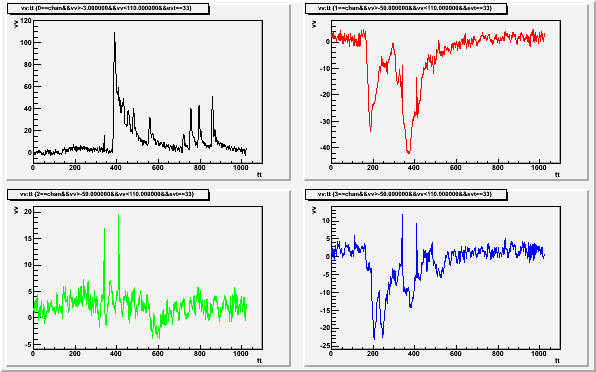 vv:tt {0==chan&&vv>-3.000000&&vv<110.000000&&evt==33}
vv
120
100
80
60
40
20
0
0 200 400 600 800 1000
tt
vv:tt {1==chan&&vv>-50.000000&&vv<110.000000&&evt==33}
vv
0
-10
-20
-30
-40
0 200 400 600 800 1000
tt
vv:tt {2==chan&&vv>-50.000000&&vv<110.000000&&evt==33}
vv
20
15
10
5
0
-5
0 200 400 600 800 1000
tt
vv:tt {3==chan&&vv>-50.000000&&vv<110.000000&&evt==33}
vv
10
5
0
-5
-10
-15
-20
-25
0 200 400 600 800 1000
tt